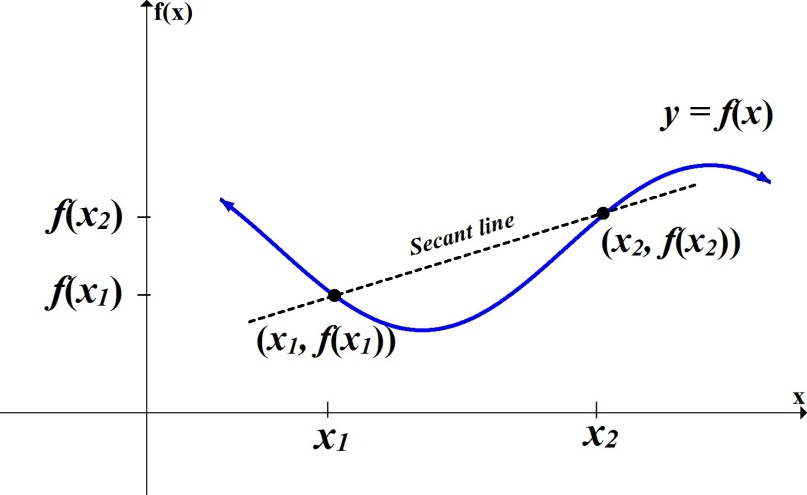 f(x)
y = f(x)
f(x₂)
Secant line
(x₂, f(x₂))
f(x₁)
(x₁, f(x₁))
x
x₁
x₂